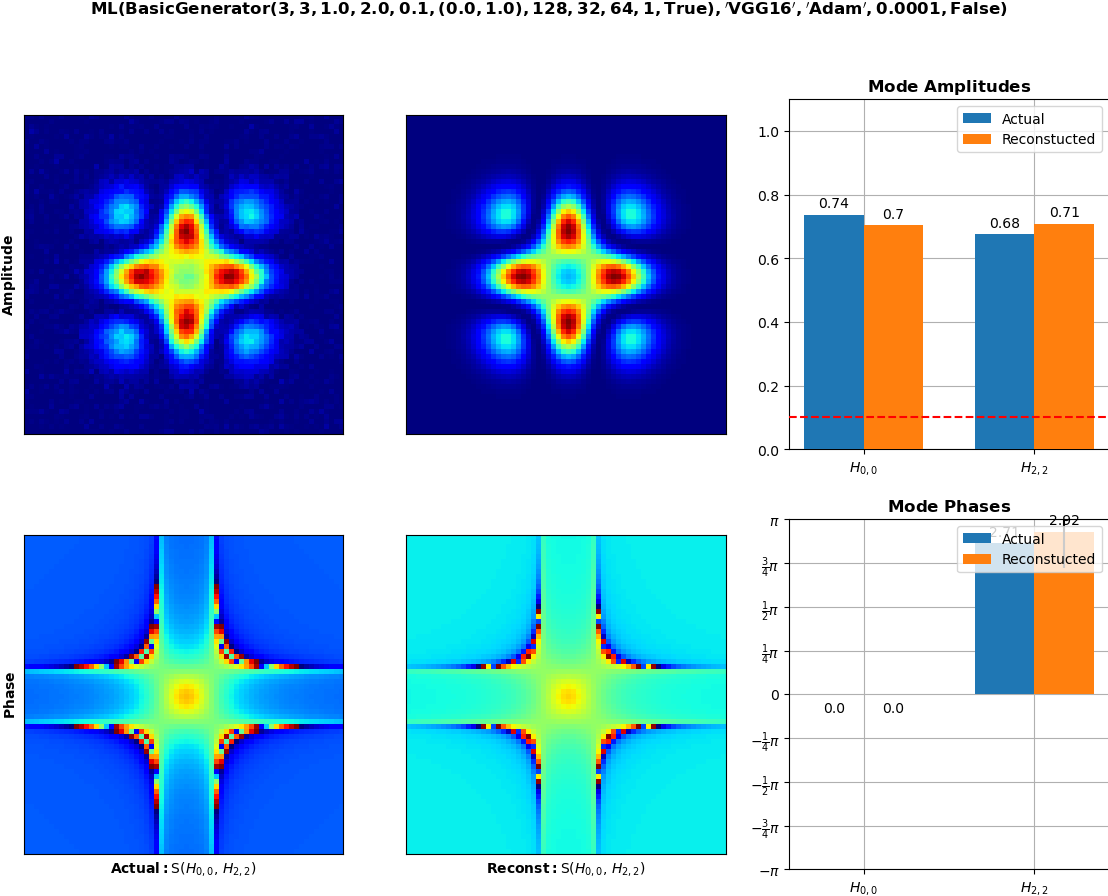 ML(BasicGenerator(3, 3, 1.0, 2.0, 0.1, (0.0, 1.0), 128, 32, 64, 1, True), ′VGG16′, ′Adam′, 0.0001, False)
Mode Amplitudes
Actual
Reconstucted
1.0
0.8
0.6
0.4
0.2
0.0
0.74
0.7
0.68
0.71
H0, 0
H2, 2
Amplitude
Mode Phases
Actual
Reconstucted
π
3/4π
1/2π
1/4π
0
−1/4π
−1/2π
−3/4π
−π
2.71
2.92
0.0
0.0
H0, 0
H2, 2
Phase
Actual: S(H0, 0, H2, 2)
Reconst: S(H0, 0, H2, 2)